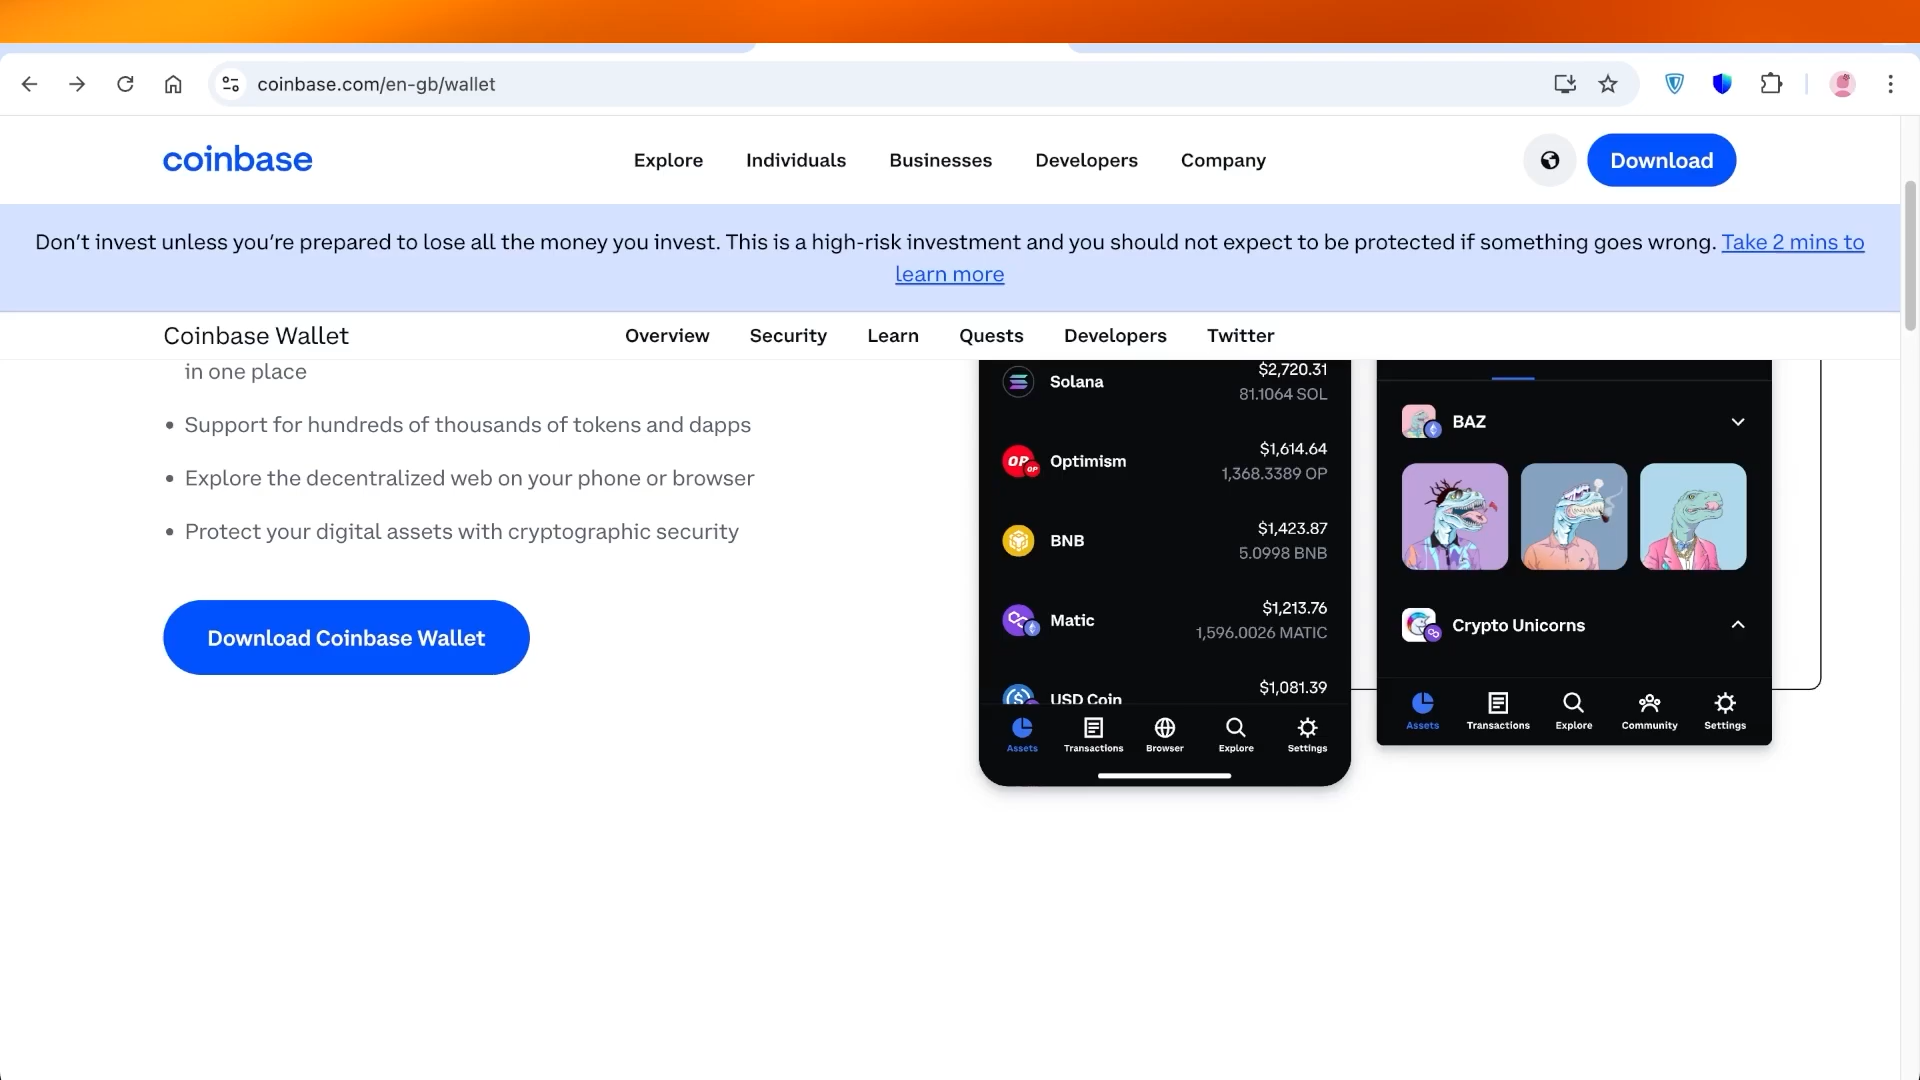 coinbase.com/en-gb/wallet
coinbase
Explore
Individuals
Businesses
Developers
Company
Download
Don't invest unless you're prepared to lose all the money you invest. This is a high-risk investment and you should not expect to be protected if something goes wrong. Take 2 mins to
learn more
Coinbase Wallet
Overview
Security
Learn
Quests
Developers
Twitter
in one place
• Support for hundreds of thousands of tokens and dapps
• Explore the decentralized web on your phone or browser
• Protect your digital assets with cryptographic security
Download Coinbase Wallet
Solana
$2,720.31
81.1064 SOL
OP
OP
Optimism
$1,614.64
1,368.3389 OP
BNB
$1,423.87
5.0998 BNB
Matic
$1,213.76
1,596.0026 MATIC
USD Coin
$1,081.39
Assets
Transactions
Browser
Explore
Settings
BAZ
Crypto Unicorns
Assets
Transactions
Explore
Community
Settings